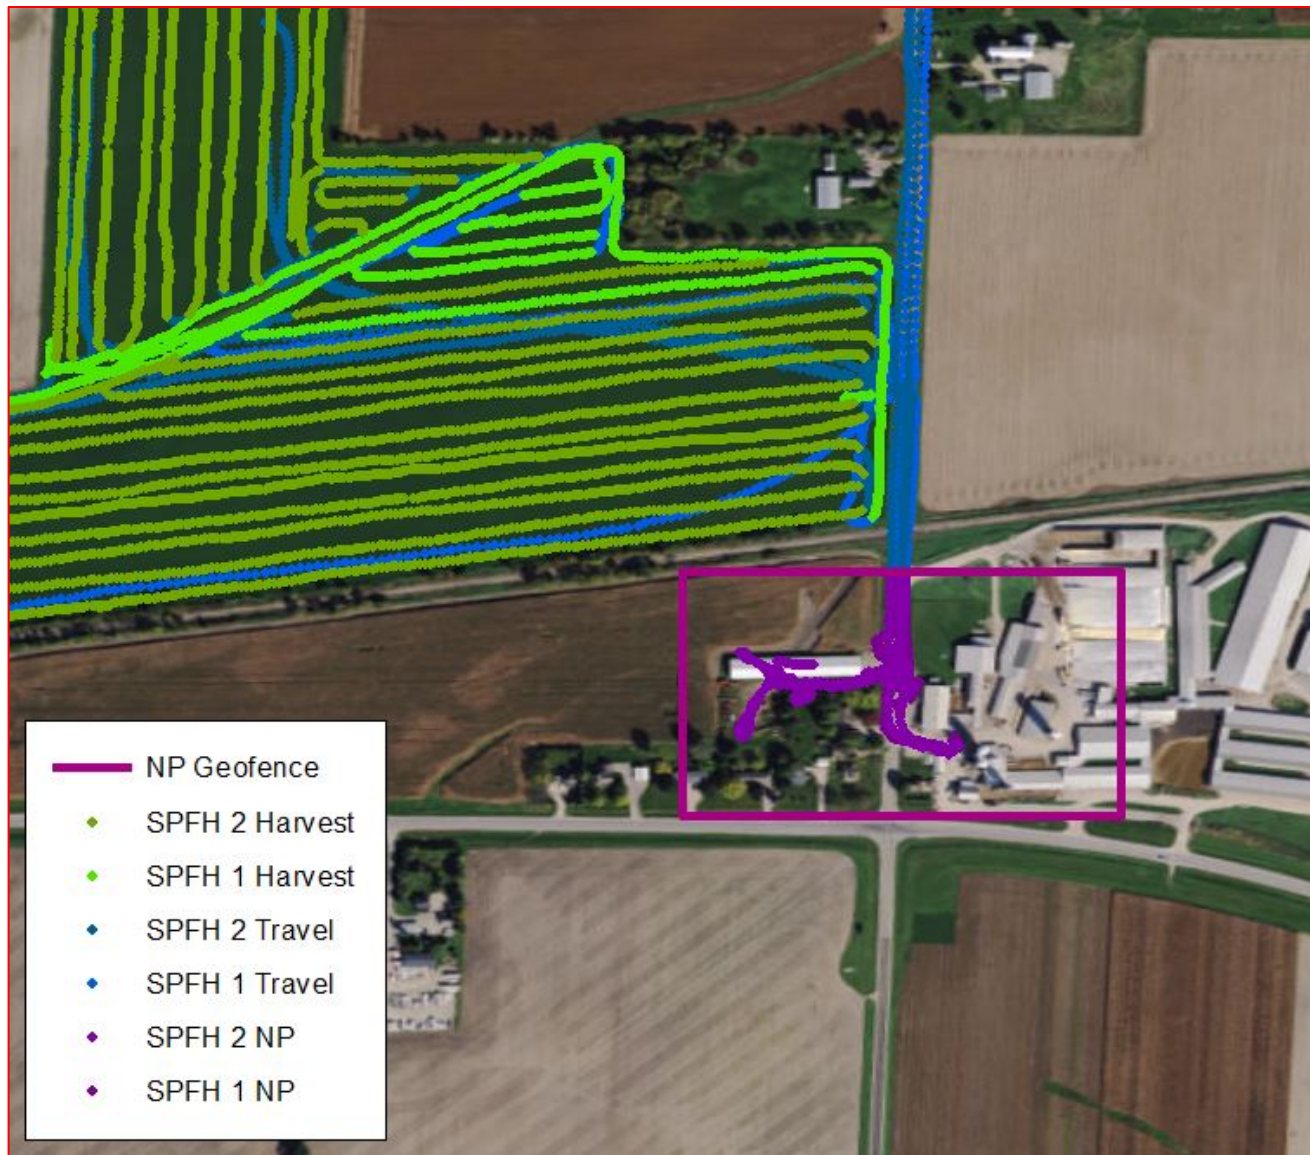 NP Geofence
SPFH 2 Harvest
SPFH 1 Harvest
SPFH 2 Travel
SPFH 1 Travel
SPFH 2 NP
SPFH 1 NP